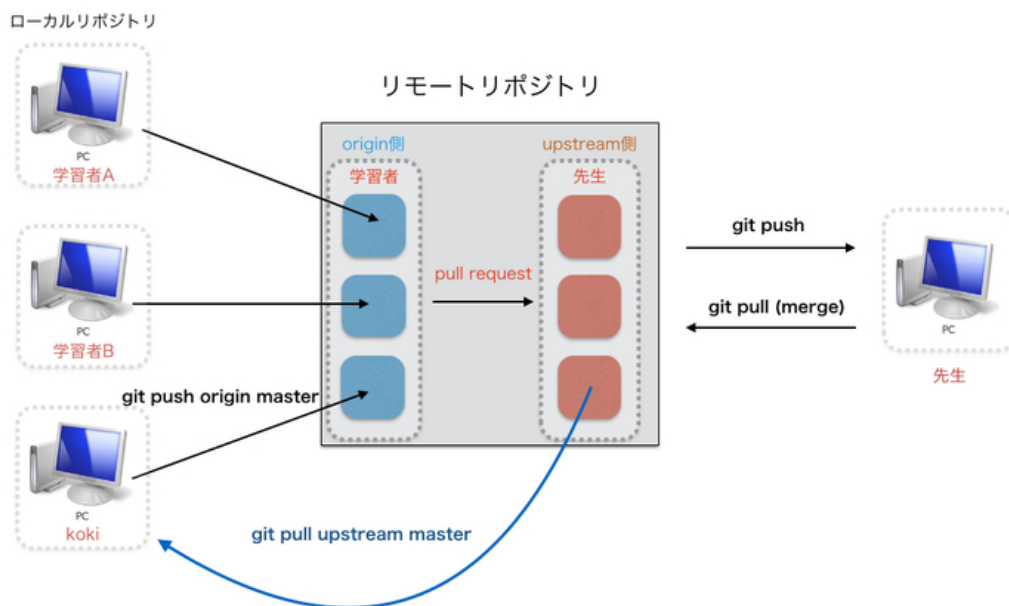 ローカルリポジトリ
PC
学習者A
PC
学習者B
PC
koki
リモートリポジトリ
origin側
学習者
upstream側
先生
pull request
git push origin master
git pull upstream master
git push
git pull (merge)
PC
先生